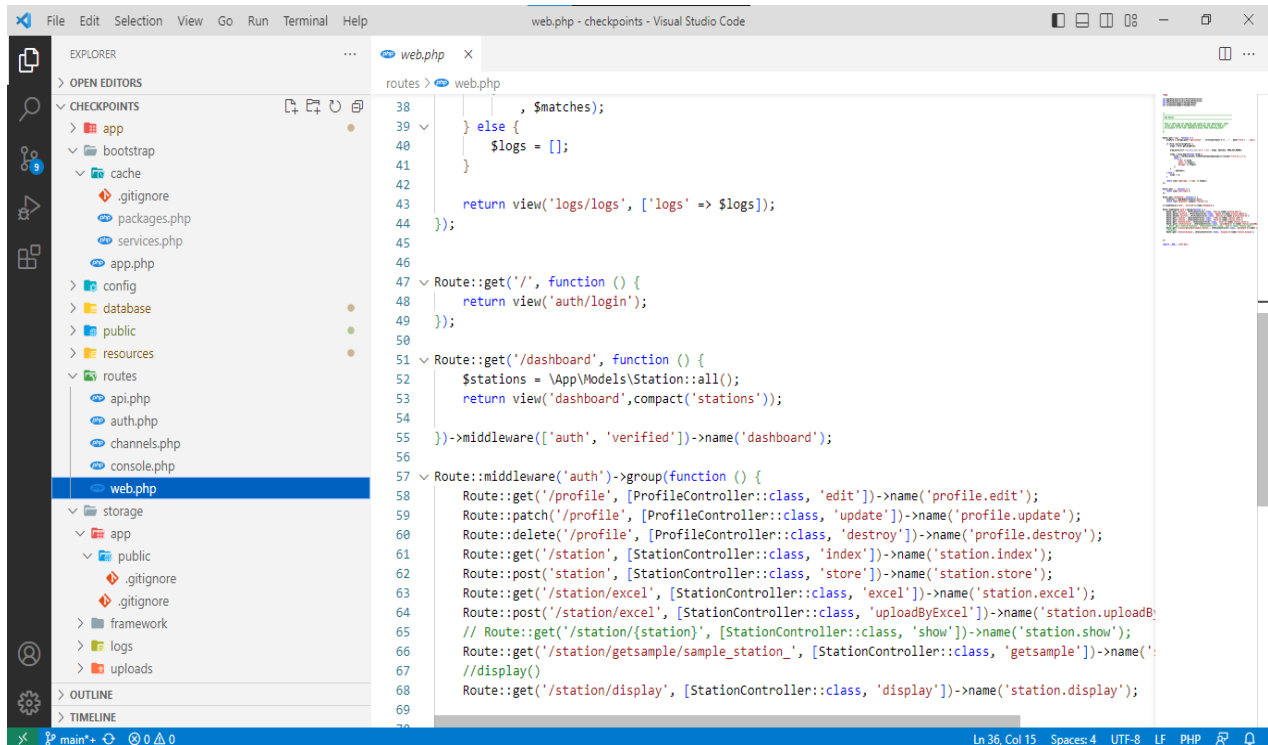 File Edit Selection View Go Run Terminal Help
web.php - checkpoints - Visual Studio Code
EXPLORER
OPEN EDITORS
CHECKPOINTS
app
bootstrap
cache
.gitignore
packages.php
services.php
app.php
config
database
public
resources
routes
api.php
auth.php
channels.php
console.php
web.php
storage
app
public
.gitignore
.gitignore
framework
logs
uploads
OUTLINE
TIMELINE
9
web.php
routes > web.php
38 , $matches);
39 } else {
40 $logs = [];
41 }
42
43 return view('logs/logs', ['logs' => $logs]);
44 });
45
46
47 Route::get('/', function () {
48 return view('auth/login');
49 });
50
51 Route::get('/dashboard', function () {
52 $stations = \App\Models\Station::all();
53 return view('dashboard',compact('stations'));
54
55 })->middleware(['auth', 'verified'])->name('dashboard');
56
57 Route::middleware('auth')->group(function () {
58 Route::get('/profile', [ProfileController::class, 'edit'])->name('profile.edit');
59 Route::patch('/profile', [ProfileController::class, 'update'])->name('profile.update');
60 Route::delete('/profile', [ProfileController::class, 'destroy'])->name('profile.destroy');
61 Route::get('/station', [StationController::class, 'index'])->name('station.index');
62 Route::post('station', [StationController::class, 'store'])->name('station.store');
63 Route::get('/station/excel', [StationController::class, 'excel'])->name('station.excel');
64 Route::post('/station/excel', [StationController::class, 'uploadByExcel'])->name('station.uploadBy
65 // Route::get('/station/{station}', [StationController::class, 'show'])->name('station.show');
66 Route::get('/station/getsample/sample_station_', [StationController::class, 'getsample'])->name('s
67 //display()
68 Route::get('/station/display', [StationController::class, 'display'])->name('station.display');
69
main*+ 0 0 Ln 36, Col 15 Spaces: 4 UTF-8 LF PHP